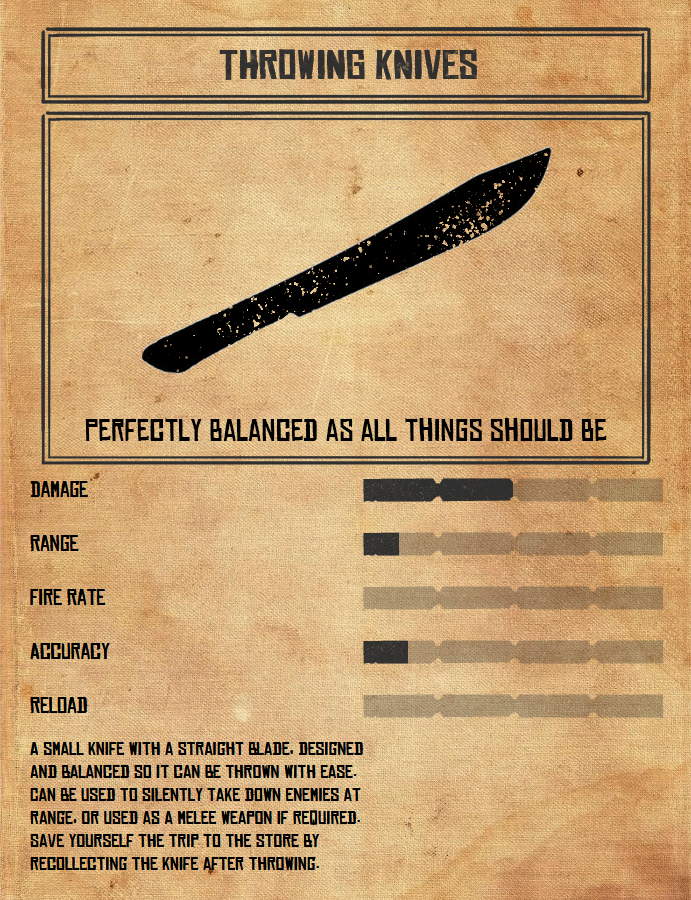 THROWING KNIVES
PERFECTLY BALANCED AS ALL THINGS SHOULD BE
DAMAGE
RANGE
FIRE RATE
ACCURACY
RELOAD
A SMALL KNIFE WITH A STRAIGHT BLADE, DESIGNED
AND BALANCED SO IT CAN BE THROWN WITH EASE.
CAN BE USED TO SILENTLY TAKE DOWN ENEMIES AT
RANGE, OR USED AS A MELEE WEAPON IF REQUIRED.
SAVE YOURSELF THE TRIP TO THE STORE BY
RECOLLECTING THE KNIFE AFTER THROWING.